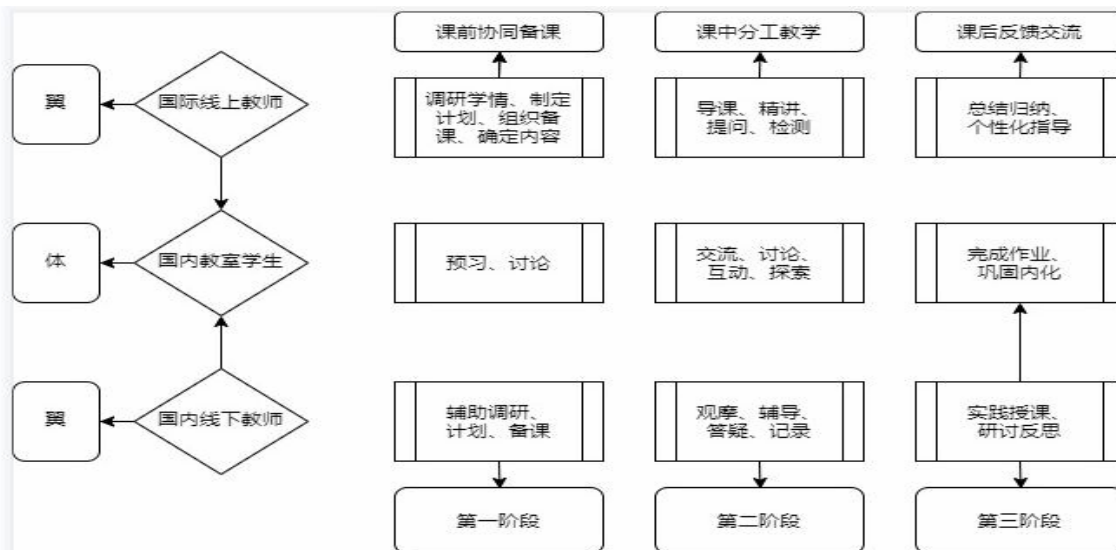 课前协同备课
课中分工教学
课后反馈交流
翼
国际线上教师
调研学情、制定
计划、组织备
课、确定内容
导课、精讲、
提问、检测
总结归纳、
个性化指导
体
国内教室学生
预习、讨论
交流、讨论、
互动、探索
完成作业、
巩固内化
翼
国内线下教师
辅助调研、
计划、备课
观摩、辅导、
答疑、记录
实践授课、
研讨反思
第一阶段
第二阶段
第三阶段